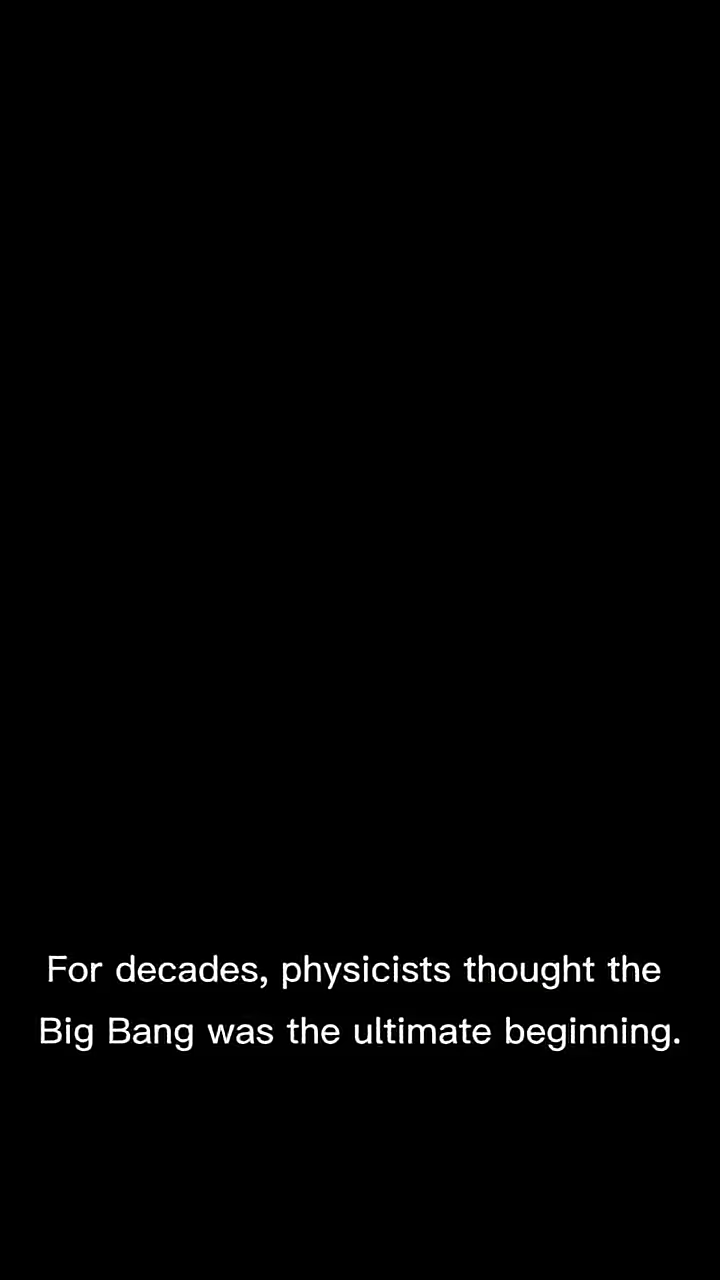 For decades, physicists thought the
Big Bang was the ultimate beginning.